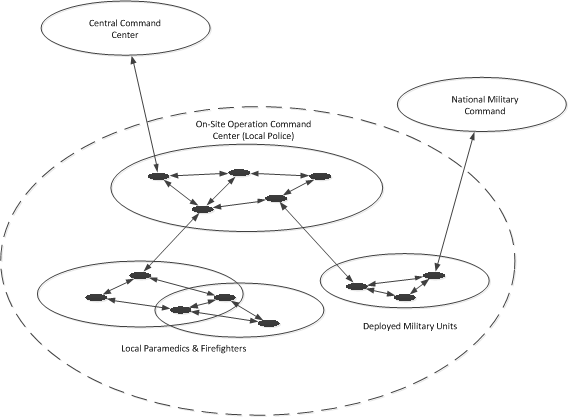 Central Command
Center
National Military
Command
On-Site Operation Command
Center (Local Police)
Deployed Military Units
Local Paramedics & Firefighters